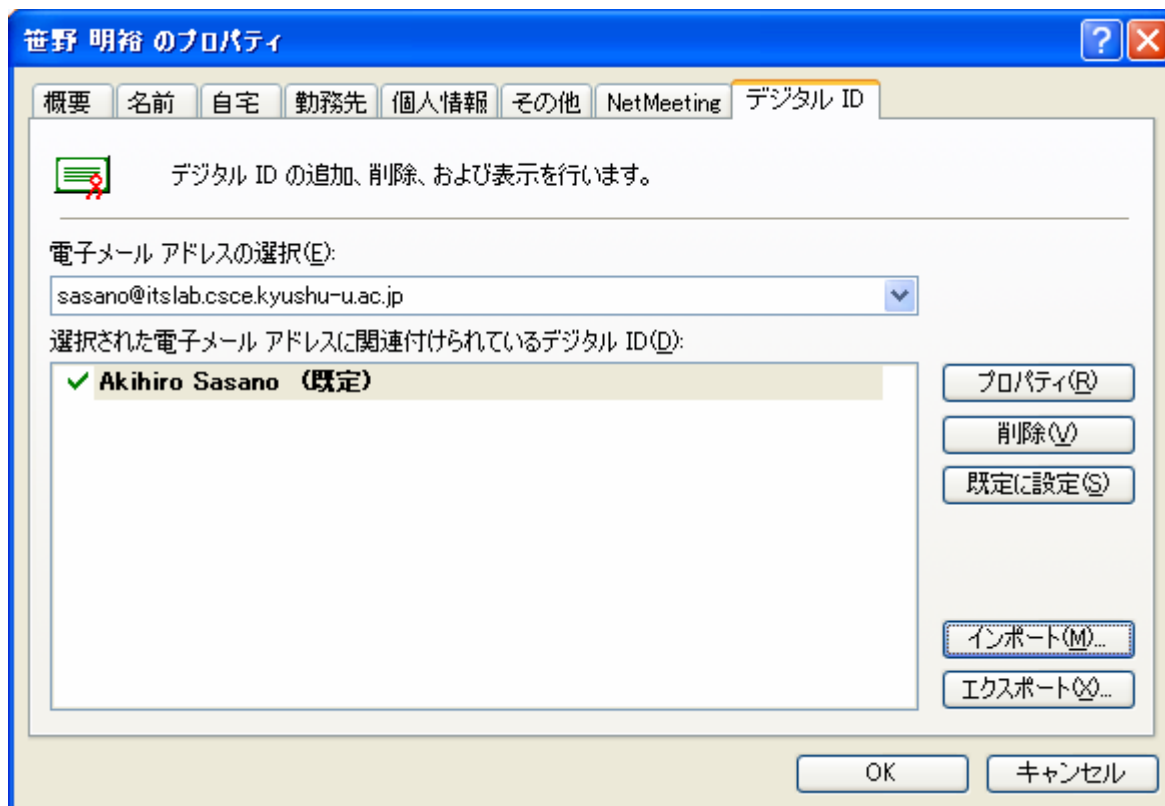 笹野 明裕 のプロパティ
概要 名前 自宅 勤務先 個人情報 その他 NetMeeting デジタル ID
デジタル ID の追加、削除、および表示を行います。
電子メール アドレスの選択(E):
sasano@itslab.csce.kyushu-u.ac.jp
選択された電子メール アドレスに関連付けられているデジタル ID(D):
Akihiro Sasano （既定）
プロパティ(R)
削除(V)
既定に設定(S)
インポート(M)...
エクスポート(X)...
OK キャンセル